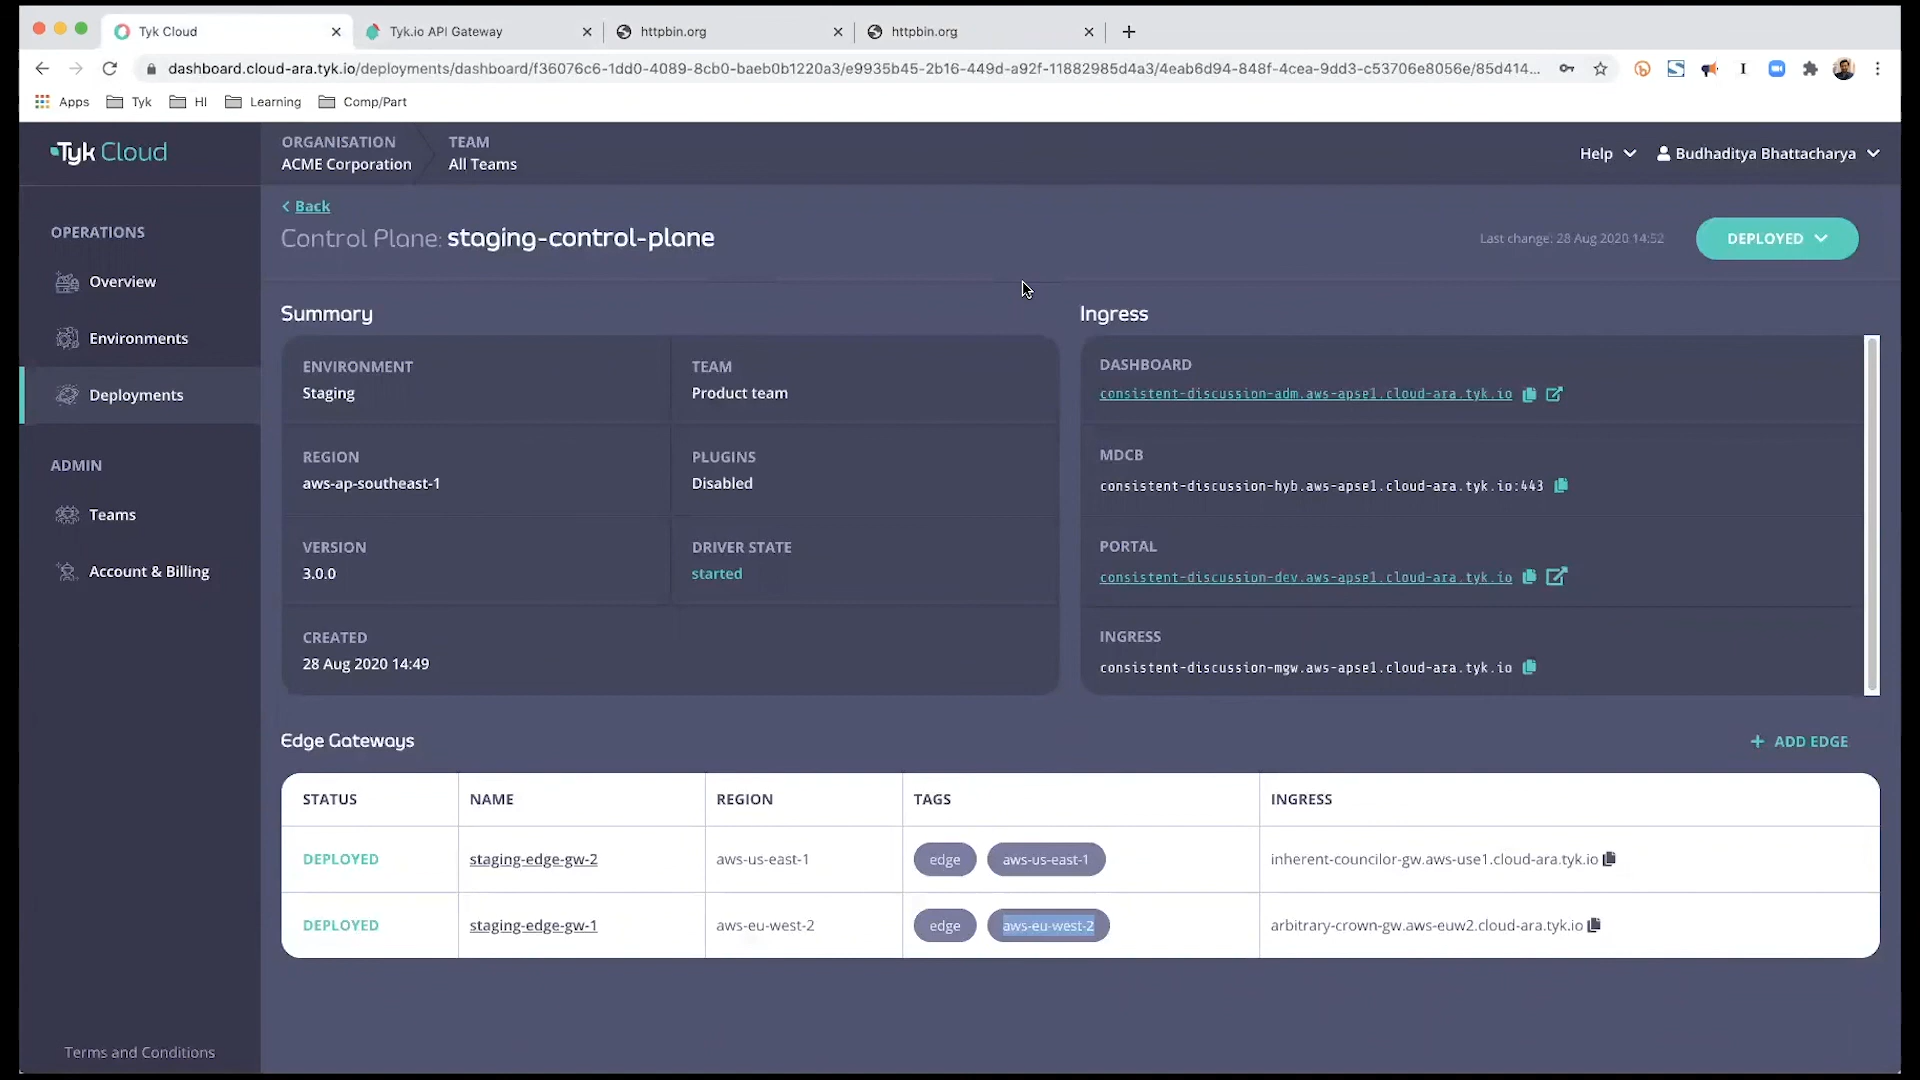 Tyk Cloud
Tyk.io API Gateway
httpbin.org
httpbin.org
dashboard.cloud-ara.tyk.io/deployments/dashboard/f36076c6-1dd0-4089-8cb0-baeb0b1220a3/e9935b45-2b16-449d-a92f-11882985d4a3/4eab6d94-848f-4cea-9dd3-c53706e8056e/85d414...
Apps
Tyk
HI
Learning
Comp/Part
Tyk Cloud
ORGANISATION
ACME Corporation
TEAM
All Teams
Help
Budhaditya Bhattacharya
OPERATIONS
Overview
Environments
Deployments
ADMIN
Teams
Account & Billing
Terms and Conditions
Back
Control Plane: staging-control-plane
Last change: 28 Aug 2020 14:52
DEPLOYED
Summary
ENVIRONMENT
Staging
TEAM
Product team
REGION
aws-ap-southeast-1
PLUGINS
Disabled
VERSION
3.0.0
DRIVER STATE
started
CREATED
28 Aug 2020 14:49
Ingress
DASHBOARD
consistent-discussion-adm.aws-apse1.cloud-ara.tyk.io
MDCB
consistent-discussion-hyb.aws-apse1.cloud-ara.tyk.io:443
PORTAL
consistent-discussion-dev.aws-apse1.cloud-ara.tyk.io
INGRESS
consistent-discussion-mgw.aws-apse1.cloud-ara.tyk.io
Edge Gateways
+ ADD EDGE
STATUS NAME REGION TAGS INGRESS
DEPLOYED staging-edge-gw-2 aws-us-east-1 edge aws-us-east-1 inherent-councilor-gw.aws-use1.cloud-ara.tyk.io
DEPLOYED staging-edge-gw-1 aws-eu-west-2 edge aws-eu-west-2 arbitrary-crown-gw.aws-euw2.cloud-ara.tyk.io